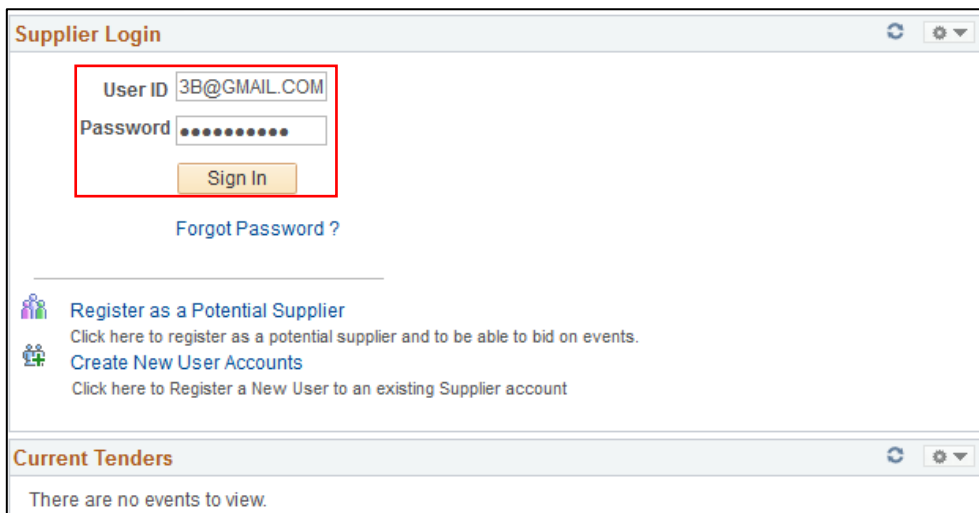 Supplier Login
User ID 3B@GMAIL.COM
Password ●●●●●●●●●●
Sign In
Forgot Password ?
Register as a Potential Supplier
Click here to register as a potential supplier and to be able to bid on events.
Create New User Accounts
Click here to Register a New User to an existing Supplier account
Current Tenders
There are no events to view.